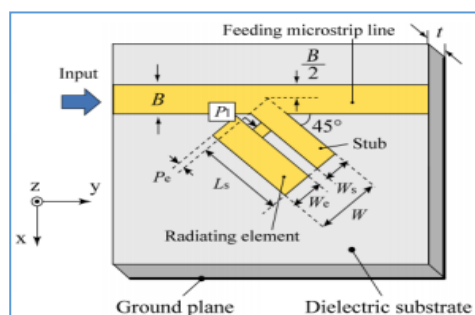 Feeding microstrip line
t
B
2
Input
B
P1
45°
Stub
Pe
Ls
Ws
We
W
z
y
x
Radiating element
Ground plane
Dielectric substrate